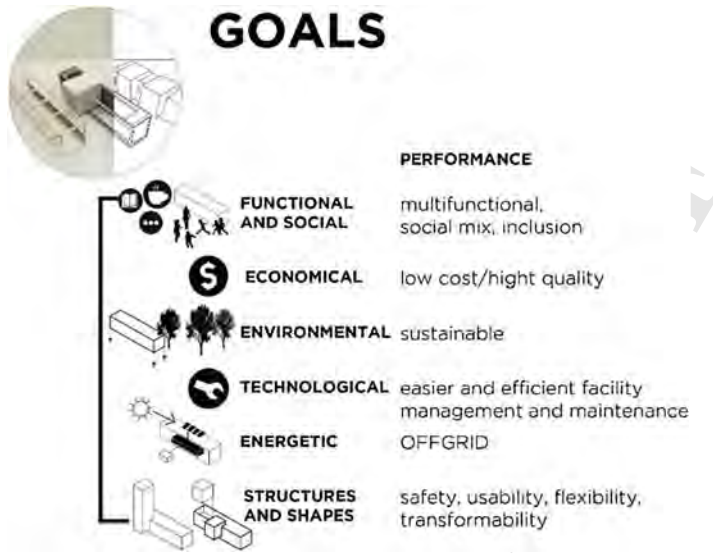 GOALS
PERFORMANCE
FUNCTIONAL
AND SOCIAL
multifunctional,
social mix, inclusion
ECONOMICAL
low cost/hight quality
ENVIRONMENTAL
sustainable
TECHNOLOGICAL
easier and efficient facility
management and maintenance
ENERGETIC
OFFGRID
STRUCTURES
AND SHAPES
safety, usability, flexibility,
transformability